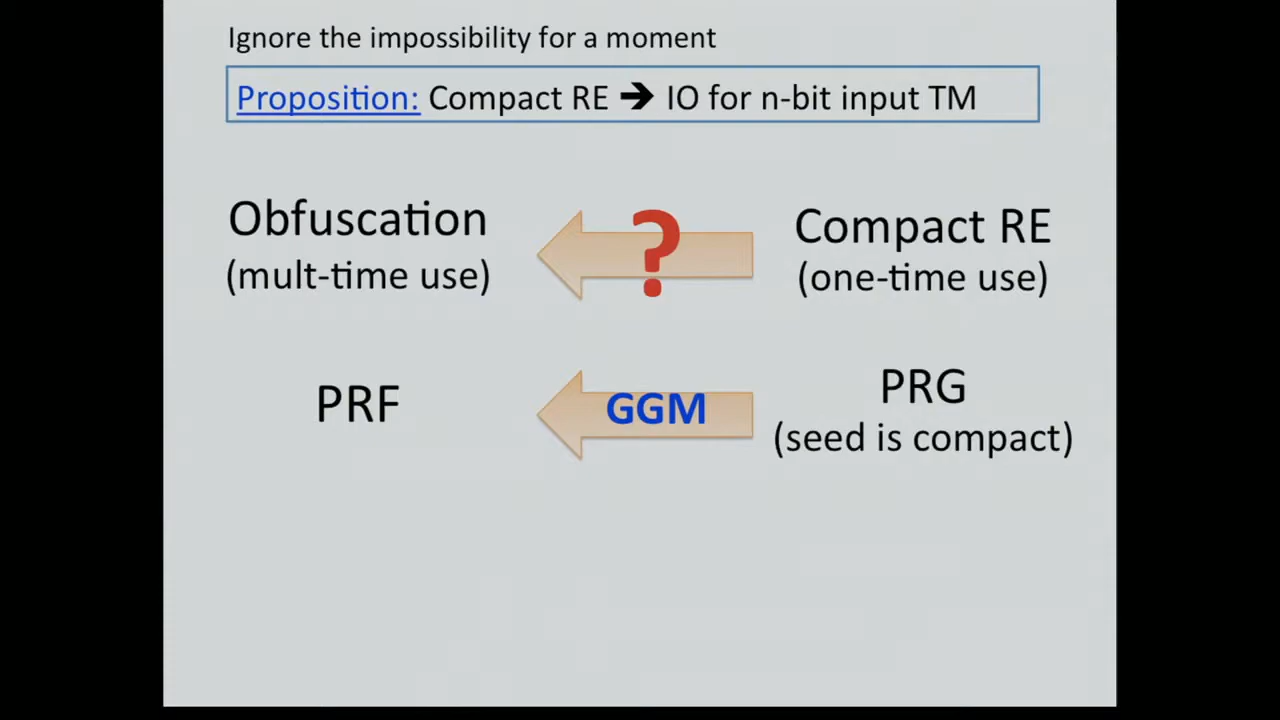 Ignore the impossibility for a moment
Proposition: Compact RE ➔ IO for n-bit input TM
Obfuscation
(mult-time use)
?
Compact RE
(one-time use)
PRF
GGM
PRG
(seed is compact)